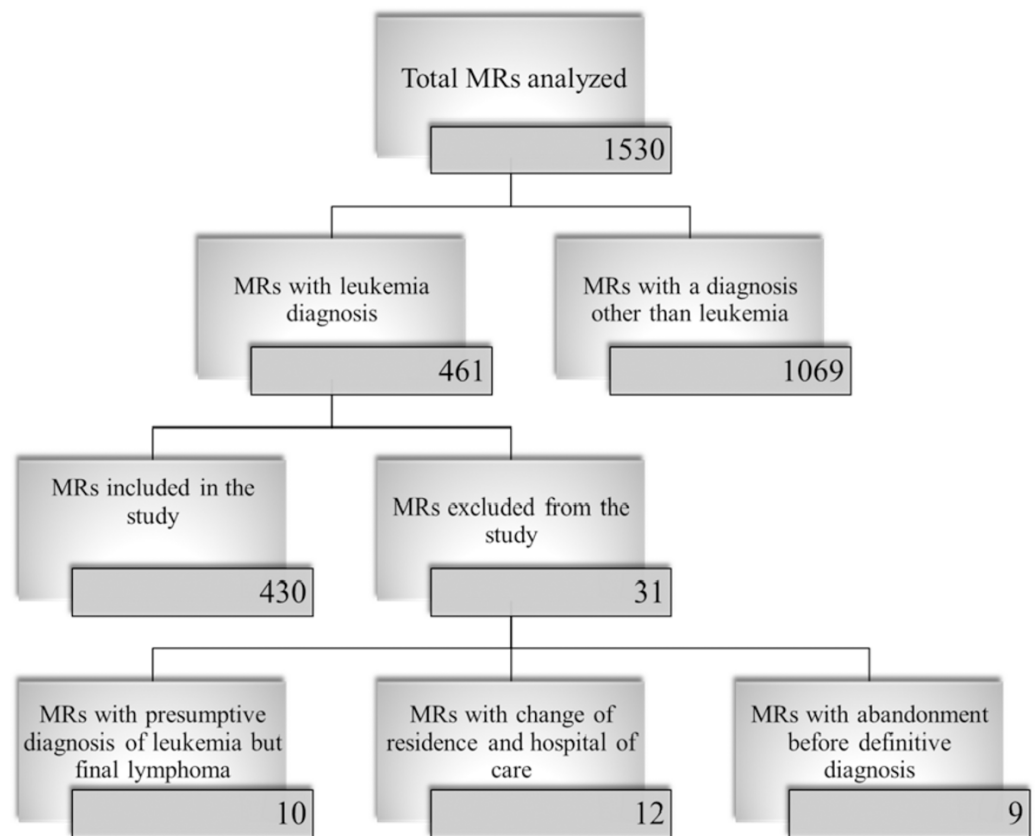 Total MRs analyzed
1530
MRs with leukemia
diagnosis
461
MRs with a diagnosis
other than leukemia
1069
MRs included in the
study
430
MRs excluded from the
study
31
MRs with presumptive
diagnosis of leukemia but
final lymphoma
10
MRs with change of
residence and hospital of
care
12
MRs with abandonment
before definitive
diagnosis
9